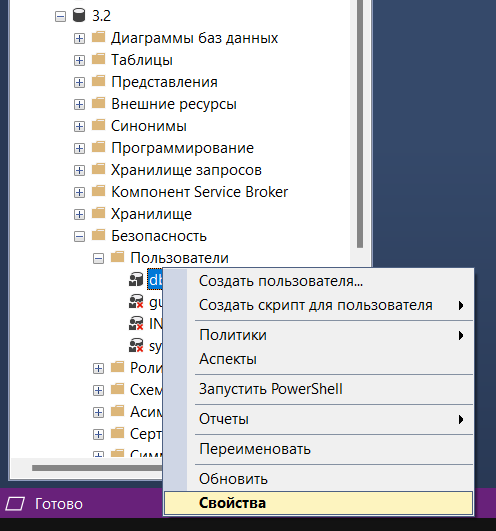 3.2
Диаграммы баз данных
Таблицы
Представления
Внешние ресурсы
Синонимы
Программирование
Хранилище запросов
Компонент Service Broker
Хранилище
Безопасность
Пользователи
db
gu
IN
sy
Роли
Схем
Асим
Серт
Симм
Создать пользователя...
Создать скрипт для пользователя
Политики
Аспекты
Запустить PowerShell
Отчеты
Переименовать
Обновить
Свойства
Готово